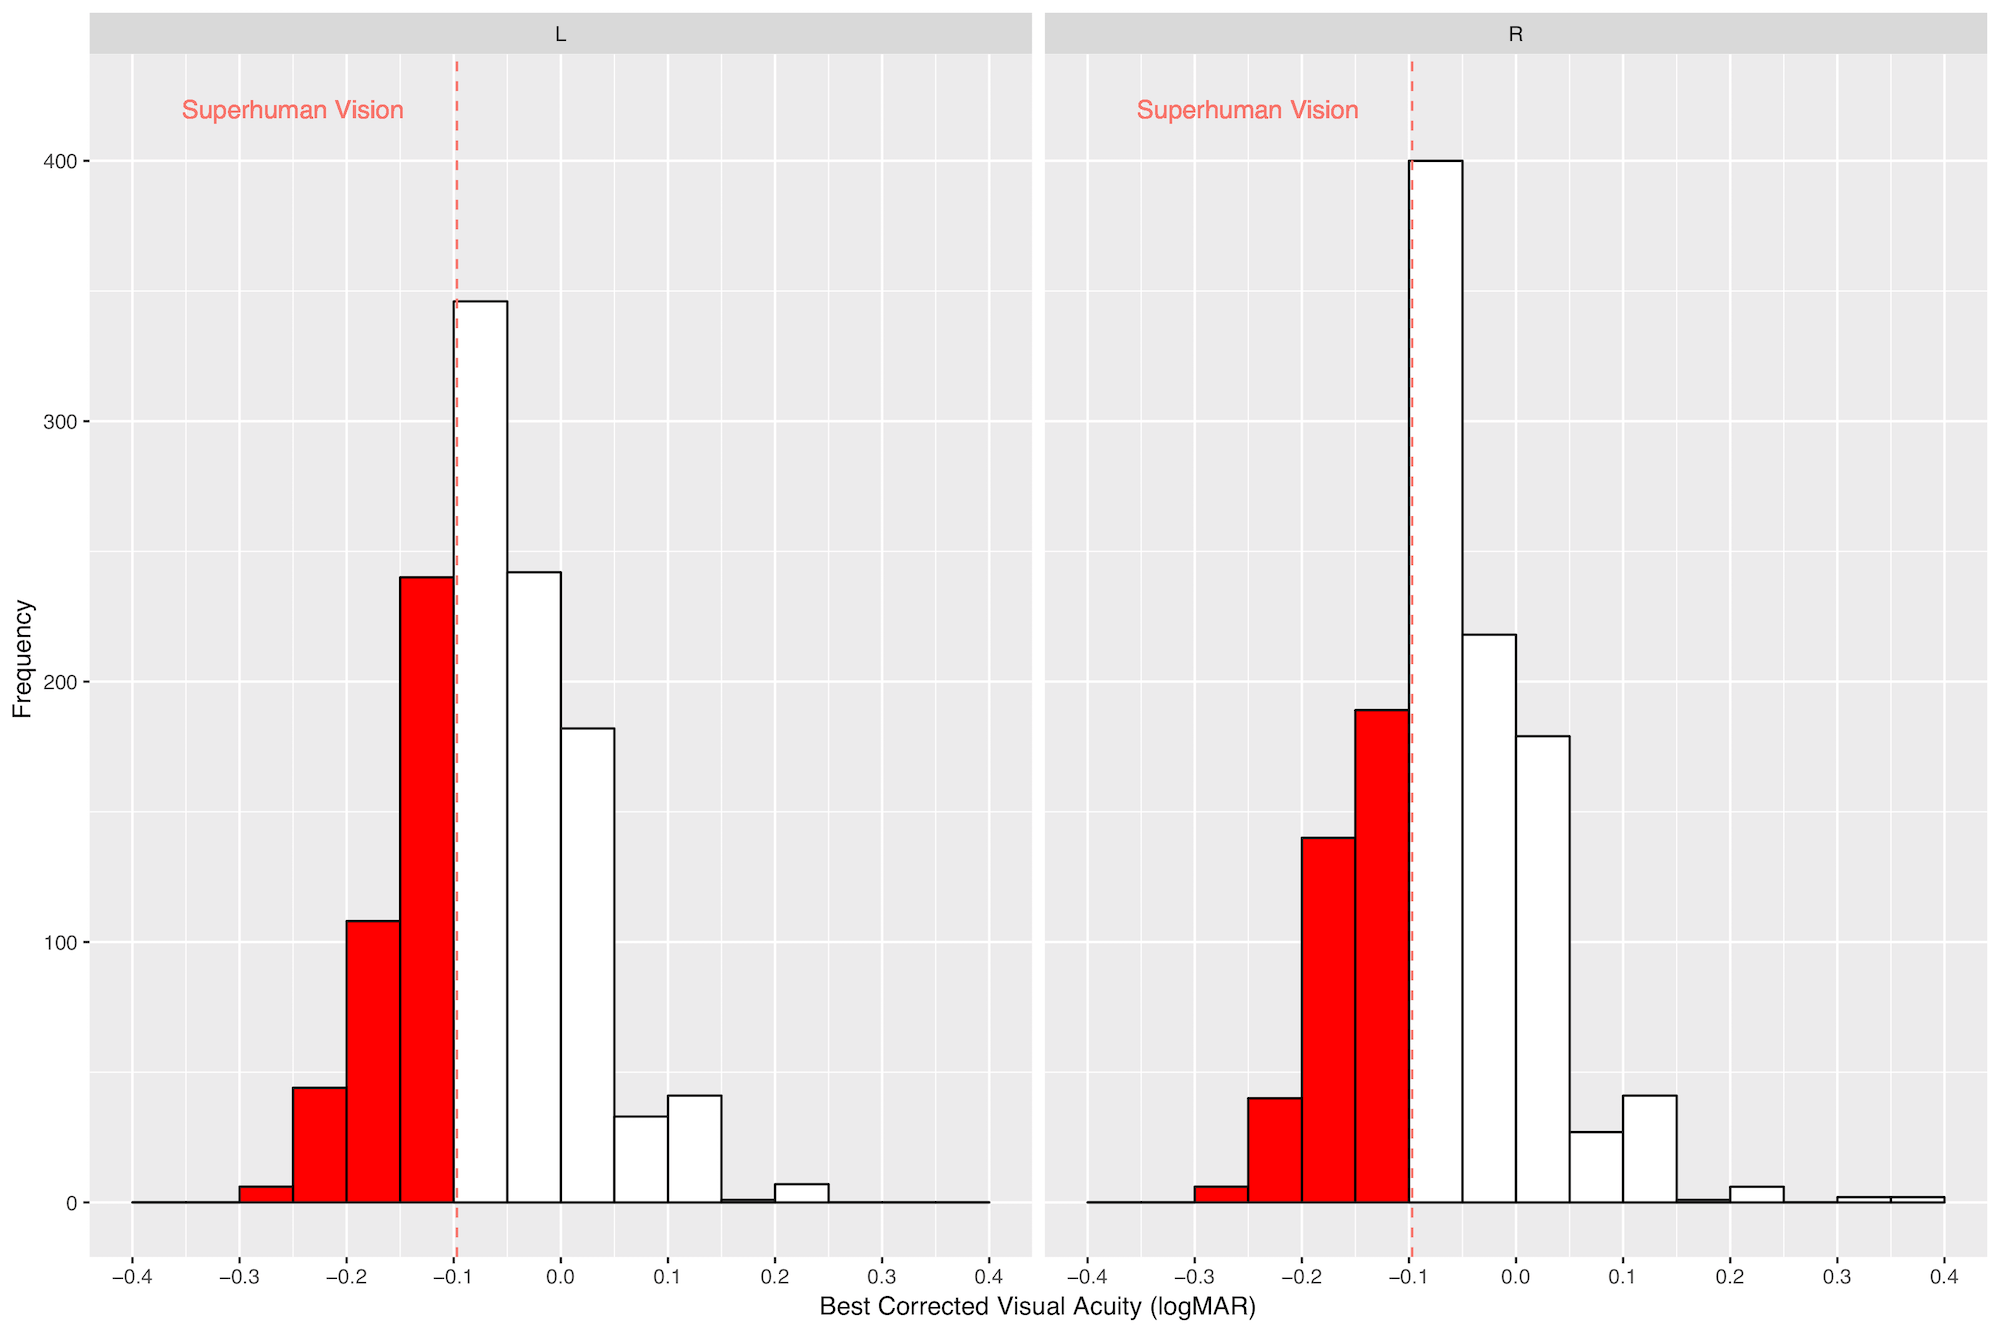 L
R
Superhuman Vision
Superhuman Vision
Frequency
400
300
200
100
0
−0.4 −0.3 −0.2 −0.1 0.0 0.1 0.2 0.3 0.4
−0.4 −0.3 −0.2 −0.1 0.0 0.1 0.2 0.3 0.4
Best Corrected Visual Acuity (logMAR)